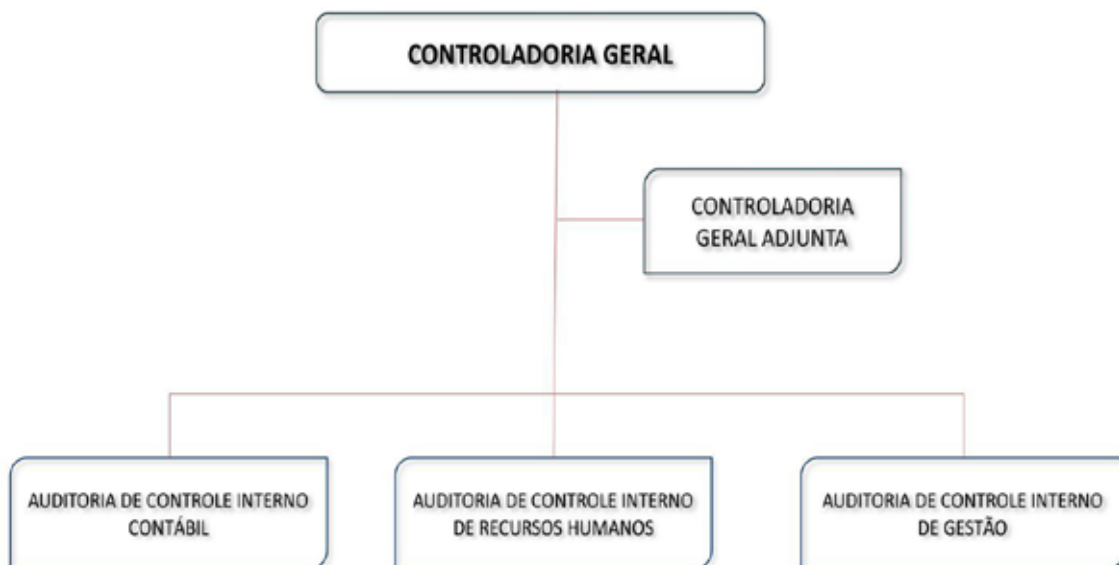 CONTROLADORIA GERAL
CONTROLADORIA
GERAL ADJUNTA
AUDITORIA DE CONTROLE INTERNO
CONTÁBIL
AUDITORIA DE CONTROLE INTERNO
DE RECURSOS HUMANOS
AUDITORIA DE CONTROLE INTERNO
DE GESTÃO